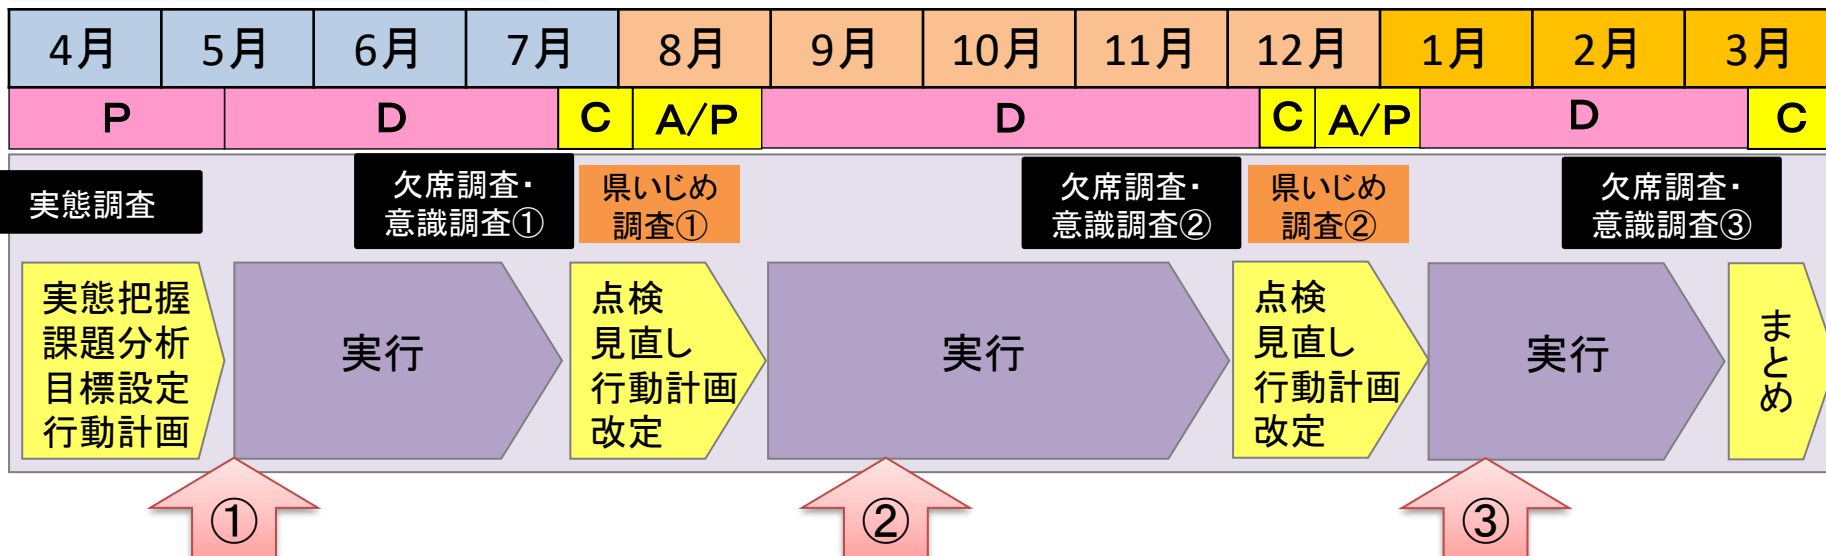 4月 5月 6月 7月 8月 9月 10月 11月 12月 1月 2月 3月
P D C A/P D C A/P D C
実態調査
欠席調査・
意識調査①
県いじめ
調査①
欠席調査・
意識調査②
県いじめ
調査②
欠席調査・
意識調査③
実態把握
課題分析
目標設定
行動計画
実行
点検
見直し
行動計画
改定
実行
点検
見直し
行動計画
改定
実行
まとめ
①
②
③